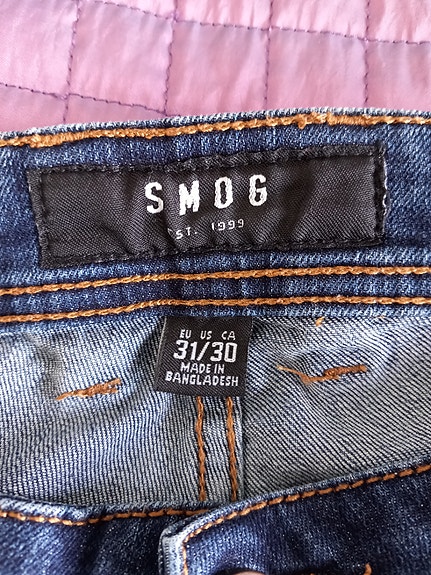 SMOG
EST. 1999
EU US CA
31/30
MADE IN
BANGLADESH